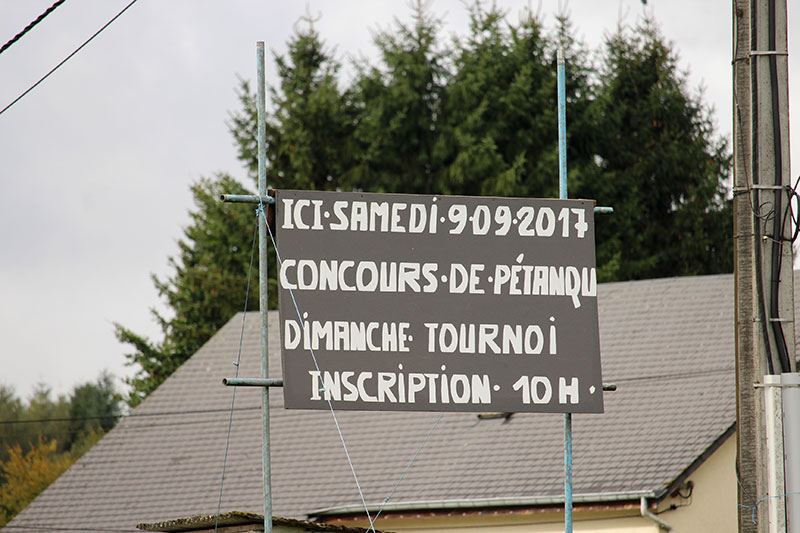 ICI·SAMEDI·9·09·2017
CONCOURS·DE·PÉTANQU
DIMANCHE· TOURNOI
INSCRIPTION· 10H·